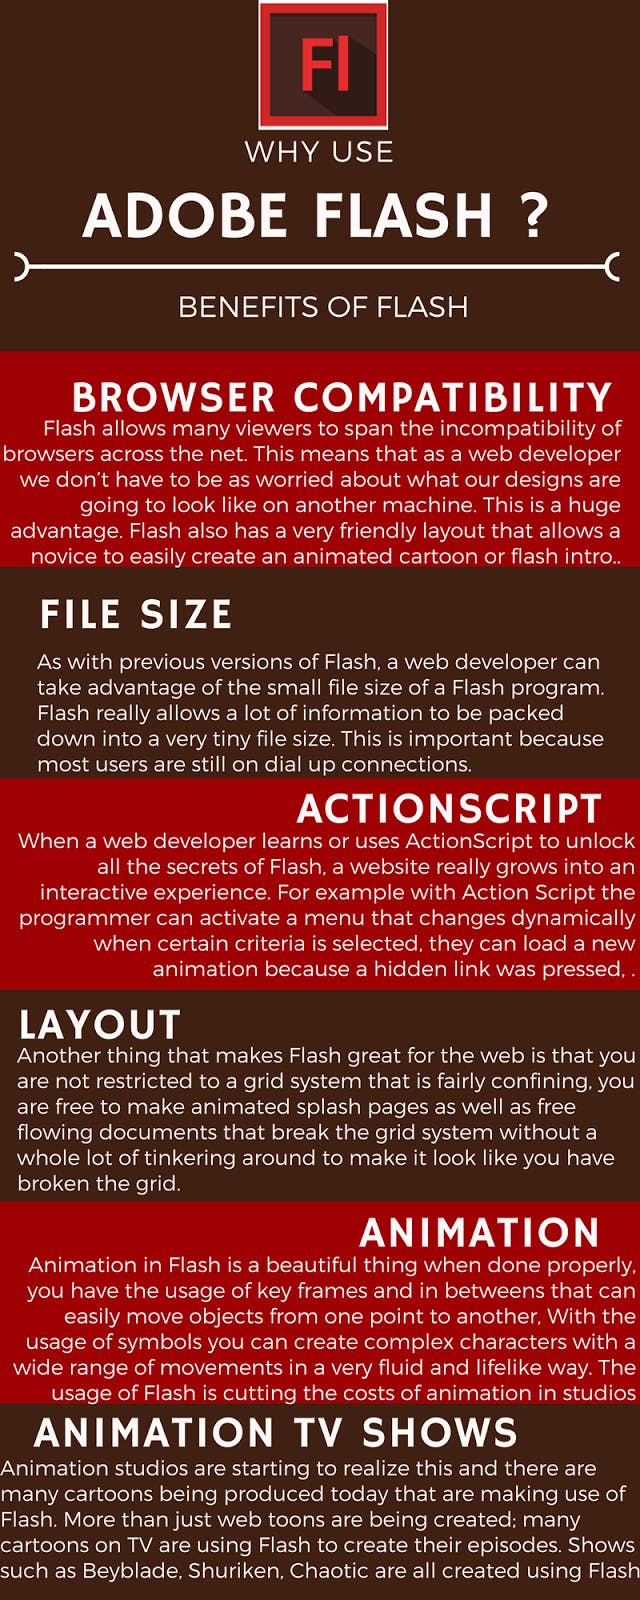 Fl
WHY USE
ADOBE FLASH ?
BENEFITS OF FLASH
BROWSER COMPATIBILITY
Flash allows many viewers to span the incompatibility of
browsers across the net. This means that as a web developer
we don't have to be as worried about what our designs are
going to look like on another machine. This is a huge
advantage. Flash also has a very friendly layout that allows a
novice to easily create an animated cartoon or flash intro..
FILE SIZE
As with previous versions of Flash, a web developer can
take advantage of the small file size of a Flash program.
Flash really allows a lot of information to be packed
down into a very tiny file size. This is important because
most users are still on dial up connections.
ACTIONSCRIPT
When a web developer learns or uses ActionScript to unlock
all the secrets of Flash, a website really grows into an
interactive experience. For example with Action Script the
programmer can activate a menu that changes dynamically
when certain criteria is selected, they can load a new
animation because a hidden link was pressed, .
LAYOUT
Another thing that makes Flash great for the web is that you
are not restricted to a grid system that is fairly confining, you
are free to make animated splash pages as well as free
flowing documents that break the grid system without a
whole lot of tinkering around to make it look like you have
broken the grid.
ANIMATION
Animation in Flash is a beautiful thing when done properly,
you have the usage of key frames and in betweens that can
easily move objects from one point to another, With the
usage of symbols you can create complex characters with a
wide range of movements in a very fluid and lifelike way. The
usage of Flash is cutting the costs of animation in studios
ANIMATION TV SHOWS
Animation studios are starting to realize this and there are
many cartoons being produced today that are making use of
Flash. More than just web toons are being created; many
cartoons on TV are using Flash to create their episodes. Shows
such as Beyblade, Shuriken, Chaotic are all created using Flash